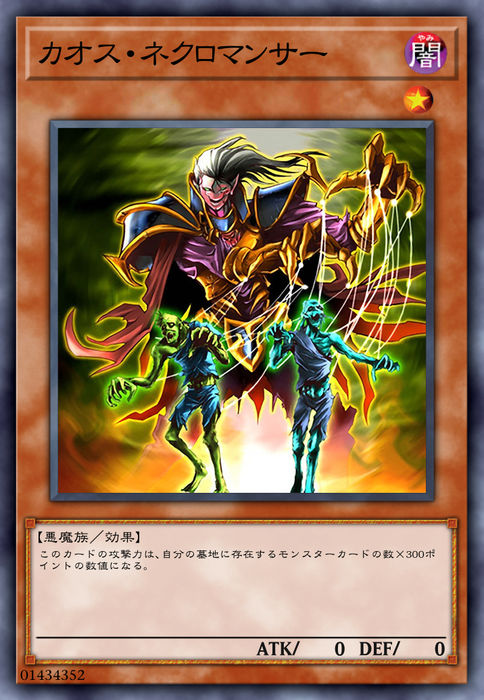 カオス・ネクロマンサー
やみ
闇
【悪魔族／効果】
このカードの攻撃力は、自分の墓地に存在するモンスターカードの数×300ポ
イントの数値になる。
ATK/ 0 DEF/ 0
01434352